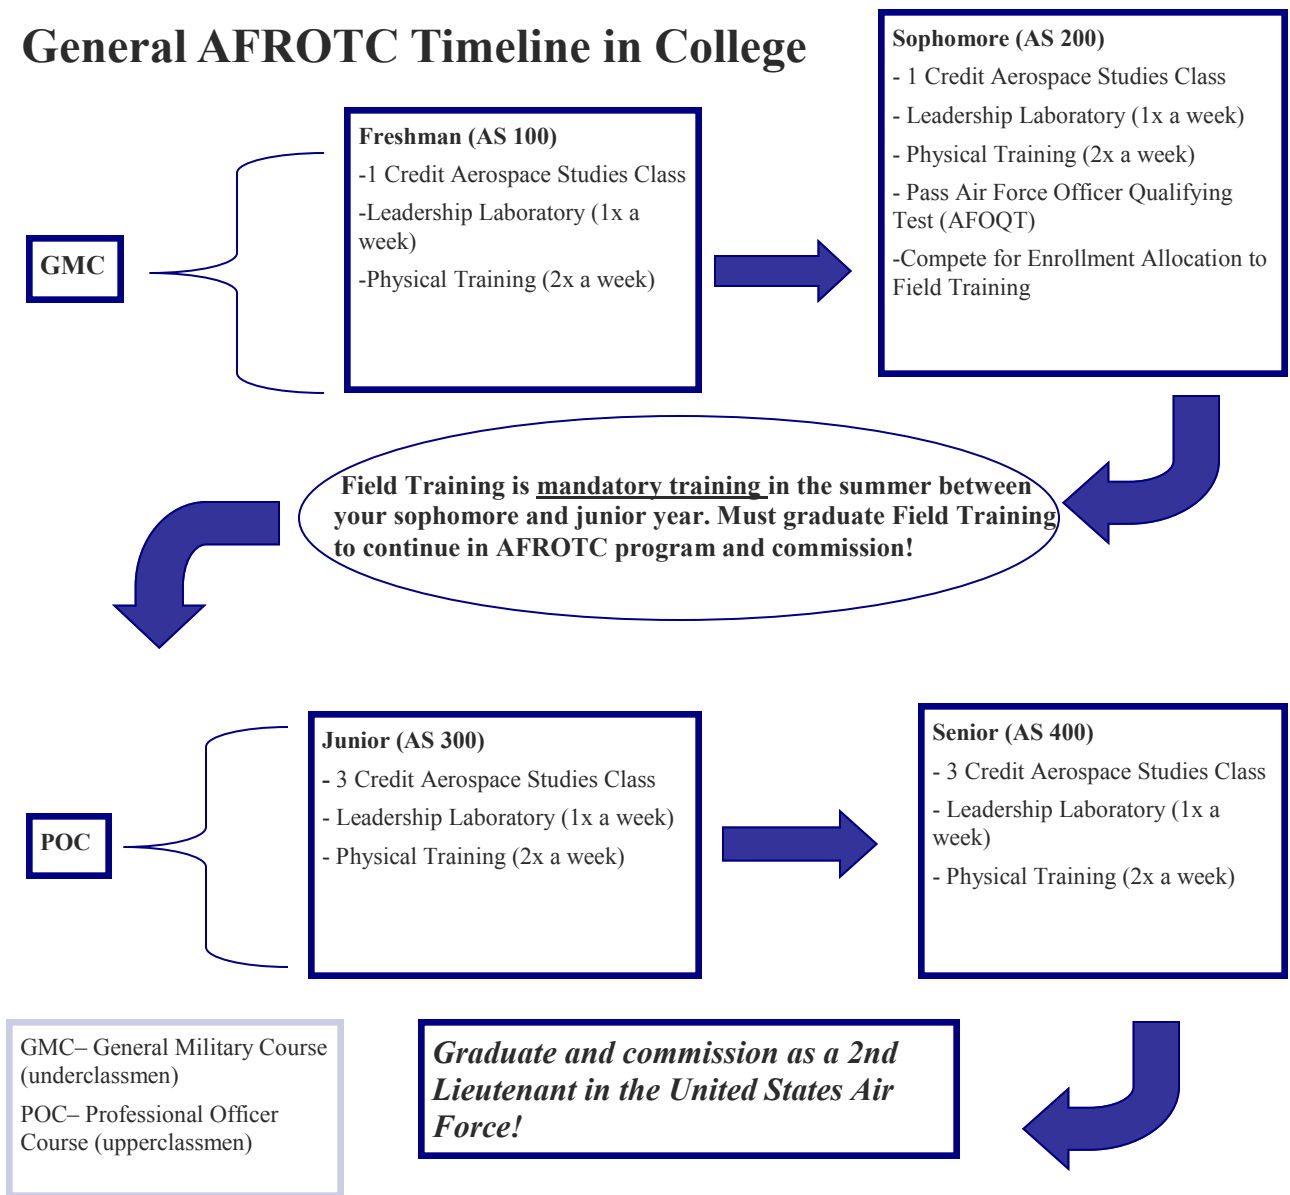 General AFROTC Timeline in College
GMC
Freshman (AS 100)
-1 Credit Aerospace Studies Class
-Leadership Laboratory (1x a
week)
-Physical Training (2x a week)
Sophomore (AS 200)
- 1 Credit Aerospace Studies Class
- Leadership Laboratory (1x a week)
- Physical Training (2x a week)
- Pass Air Force Officer Qualifying
Test (AFOQT)
-Compete for Enrollment Allocation to
Field Training
Field Training is mandatory training in the summer between
your sophomore and junior year. Must graduate Field Training
to continue in AFROTC program and commission!
POC
Junior (AS 300)
- 3 Credit Aerospace Studies Class
- Leadership Laboratory (1x a week)
- Physical Training (2x a week)
Senior (AS 400)
- 3 Credit Aerospace Studies Class
- Leadership Laboratory (1x a
week)
- Physical Training (2x a week)
GMC– General Military Course
(underclassmen)
POC– Professional Officer
Course (upperclassmen)
Graduate and commission as a 2nd
Lieutenant in the United States Air
Force!